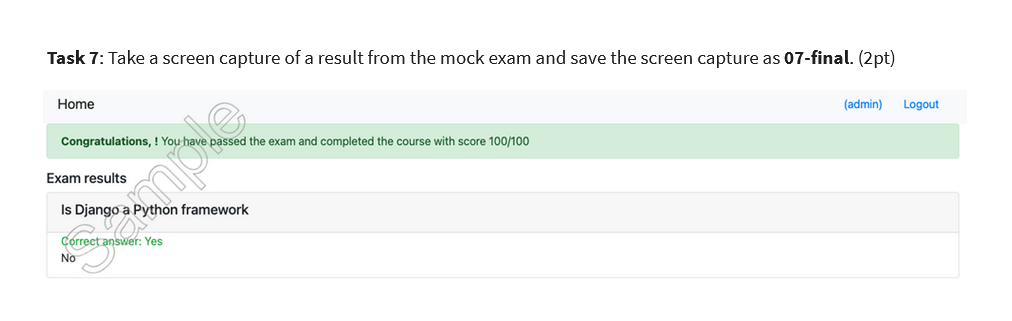 Task 7: Take a screen capture of a result from the mock exam and save the screen capture as 07-final. (2pt)
Home (admin) Logout
Congratulations, ! You have passed the exam and completed the course with score 100/100
Exam results
Is Django a Python framework
Correct answer: Yes
No
Sample